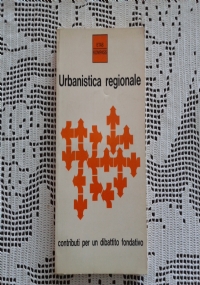 Urbanistica regionale
contributi per un dibattito fondativo